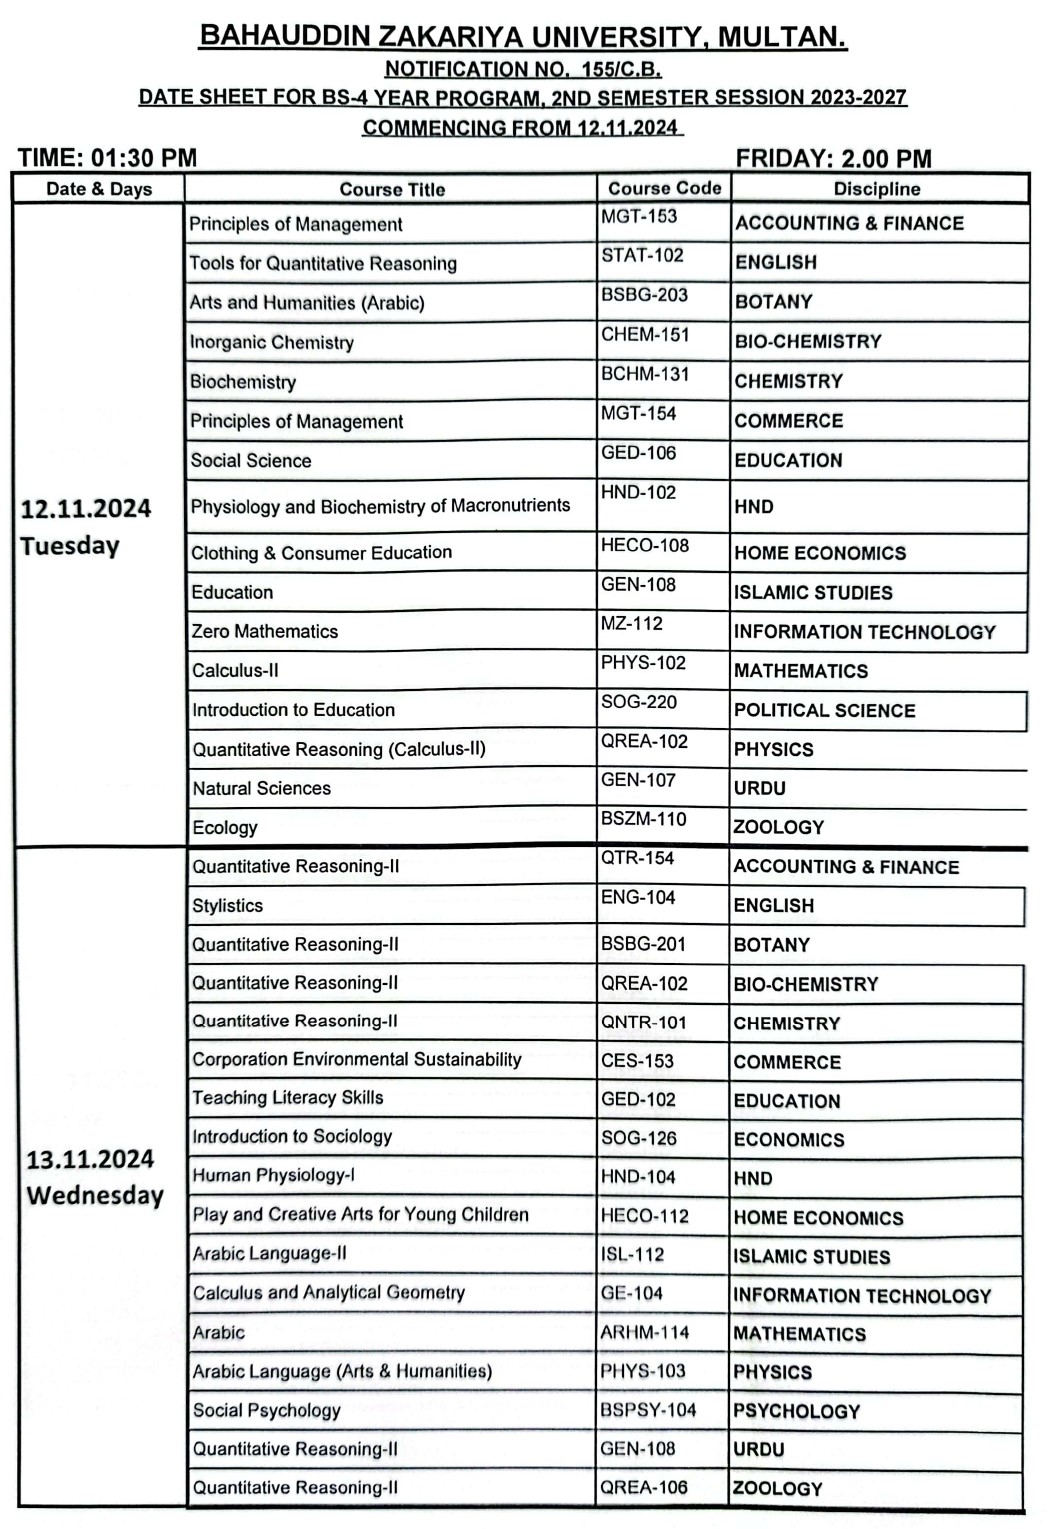 BAHAUDDIN ZAKARIYA UNIVERSITY, MULTAN.
NOTIFICATION NO. 155/C.B.
DATE SHEET FOR BS-4 YEAR PROGRAM, 2ND SEMESTER SESSION 2023-2027
COMMENCING FROM 12.11.2024
TIME: 01:30 PM FRIDAY: 2.00 PM
Date & Days Course Title Course Code Discipline
Principles of Management MGT-153 ACCOUNTING & FINANCE
Tools for Quantitative Reasoning STAT-102 ENGLISH
Arts and Humanities (Arabic) BSBG-203 BOTANY
Inorganic Chemistry CHEM-151 BIO-CHEMISTRY
Biochemistry BCHM-131 CHEMISTRY
Principles of Management MGT-154 COMMERCE
Social Science GED-106 EDUCATION
12.11.2024 Physiology and Biochemistry of Macronutrients HND-102 HND
Tuesday Clothing & Consumer Education HECO-108 HOME ECONOMICS
Education GEN-108 ISLAMIC STUDIES
Zero Mathematics MZ-112 INFORMATION TECHNOLOGY
Calculus-II PHYS-102 MATHEMATICS
Introduction to Education SOG-220 POLITICAL SCIENCE
Quantitative Reasoning (Calculus-II) QREA-102 PHYSICS
Natural Sciences GEN-107 URDU
Ecology BSZM-110 ZOOLOGY
Quantitative Reasoning-II QTR-154 ACCOUNTING & FINANCE
Stylistics ENG-104 ENGLISH
Quantitative Reasoning-II BSBG-201 BOTANY
Quantitative Reasoning-II QREA-102 BIO-CHEMISTRY
Quantitative Reasoning-II QNTR-101 CHEMISTRY
Corporation Environmental Sustainability CES-153 COMMERCE
Teaching Literacy Skills GED-102 EDUCATION
Introduction to Sociology SOG-126 ECONOMICS
13.11.2024 Human Physiology-I HND-104 HND
Wednesday Play and Creative Arts for Young Children HECO-112 HOME ECONOMICS
Arabic Language-II ISL-112 ISLAMIC STUDIES
Calculus and Analytical Geometry GE-104 INFORMATION TECHNOLOGY
Arabic ARHM-114 MATHEMATICS
Arabic Language (Arts & Humanities) PHYS-103 PHYSICS
Social Psychology BSPSY-104 PSYCHOLOGY
Quantitative Reasoning-II GEN-108 URDU
Quantitative Reasoning-II QREA-106 ZOOLOGY